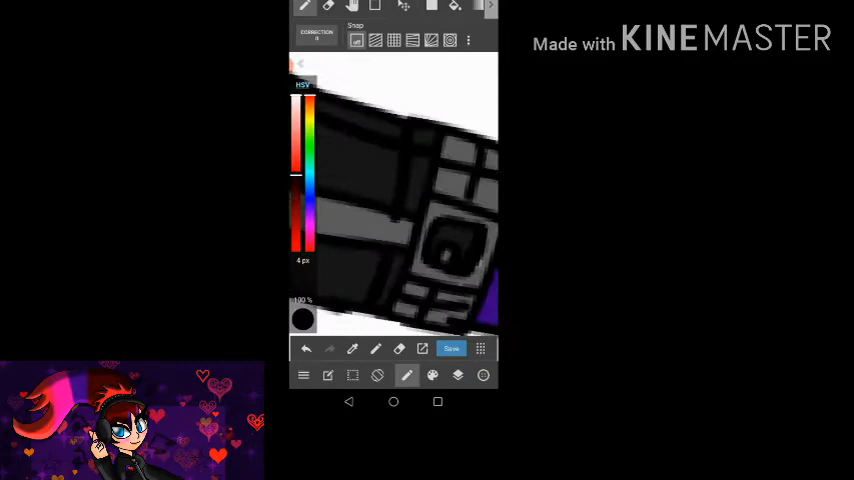 Snap
CORRECTION
HSV
4 px
100 %
Save
Made with KINEMASTER